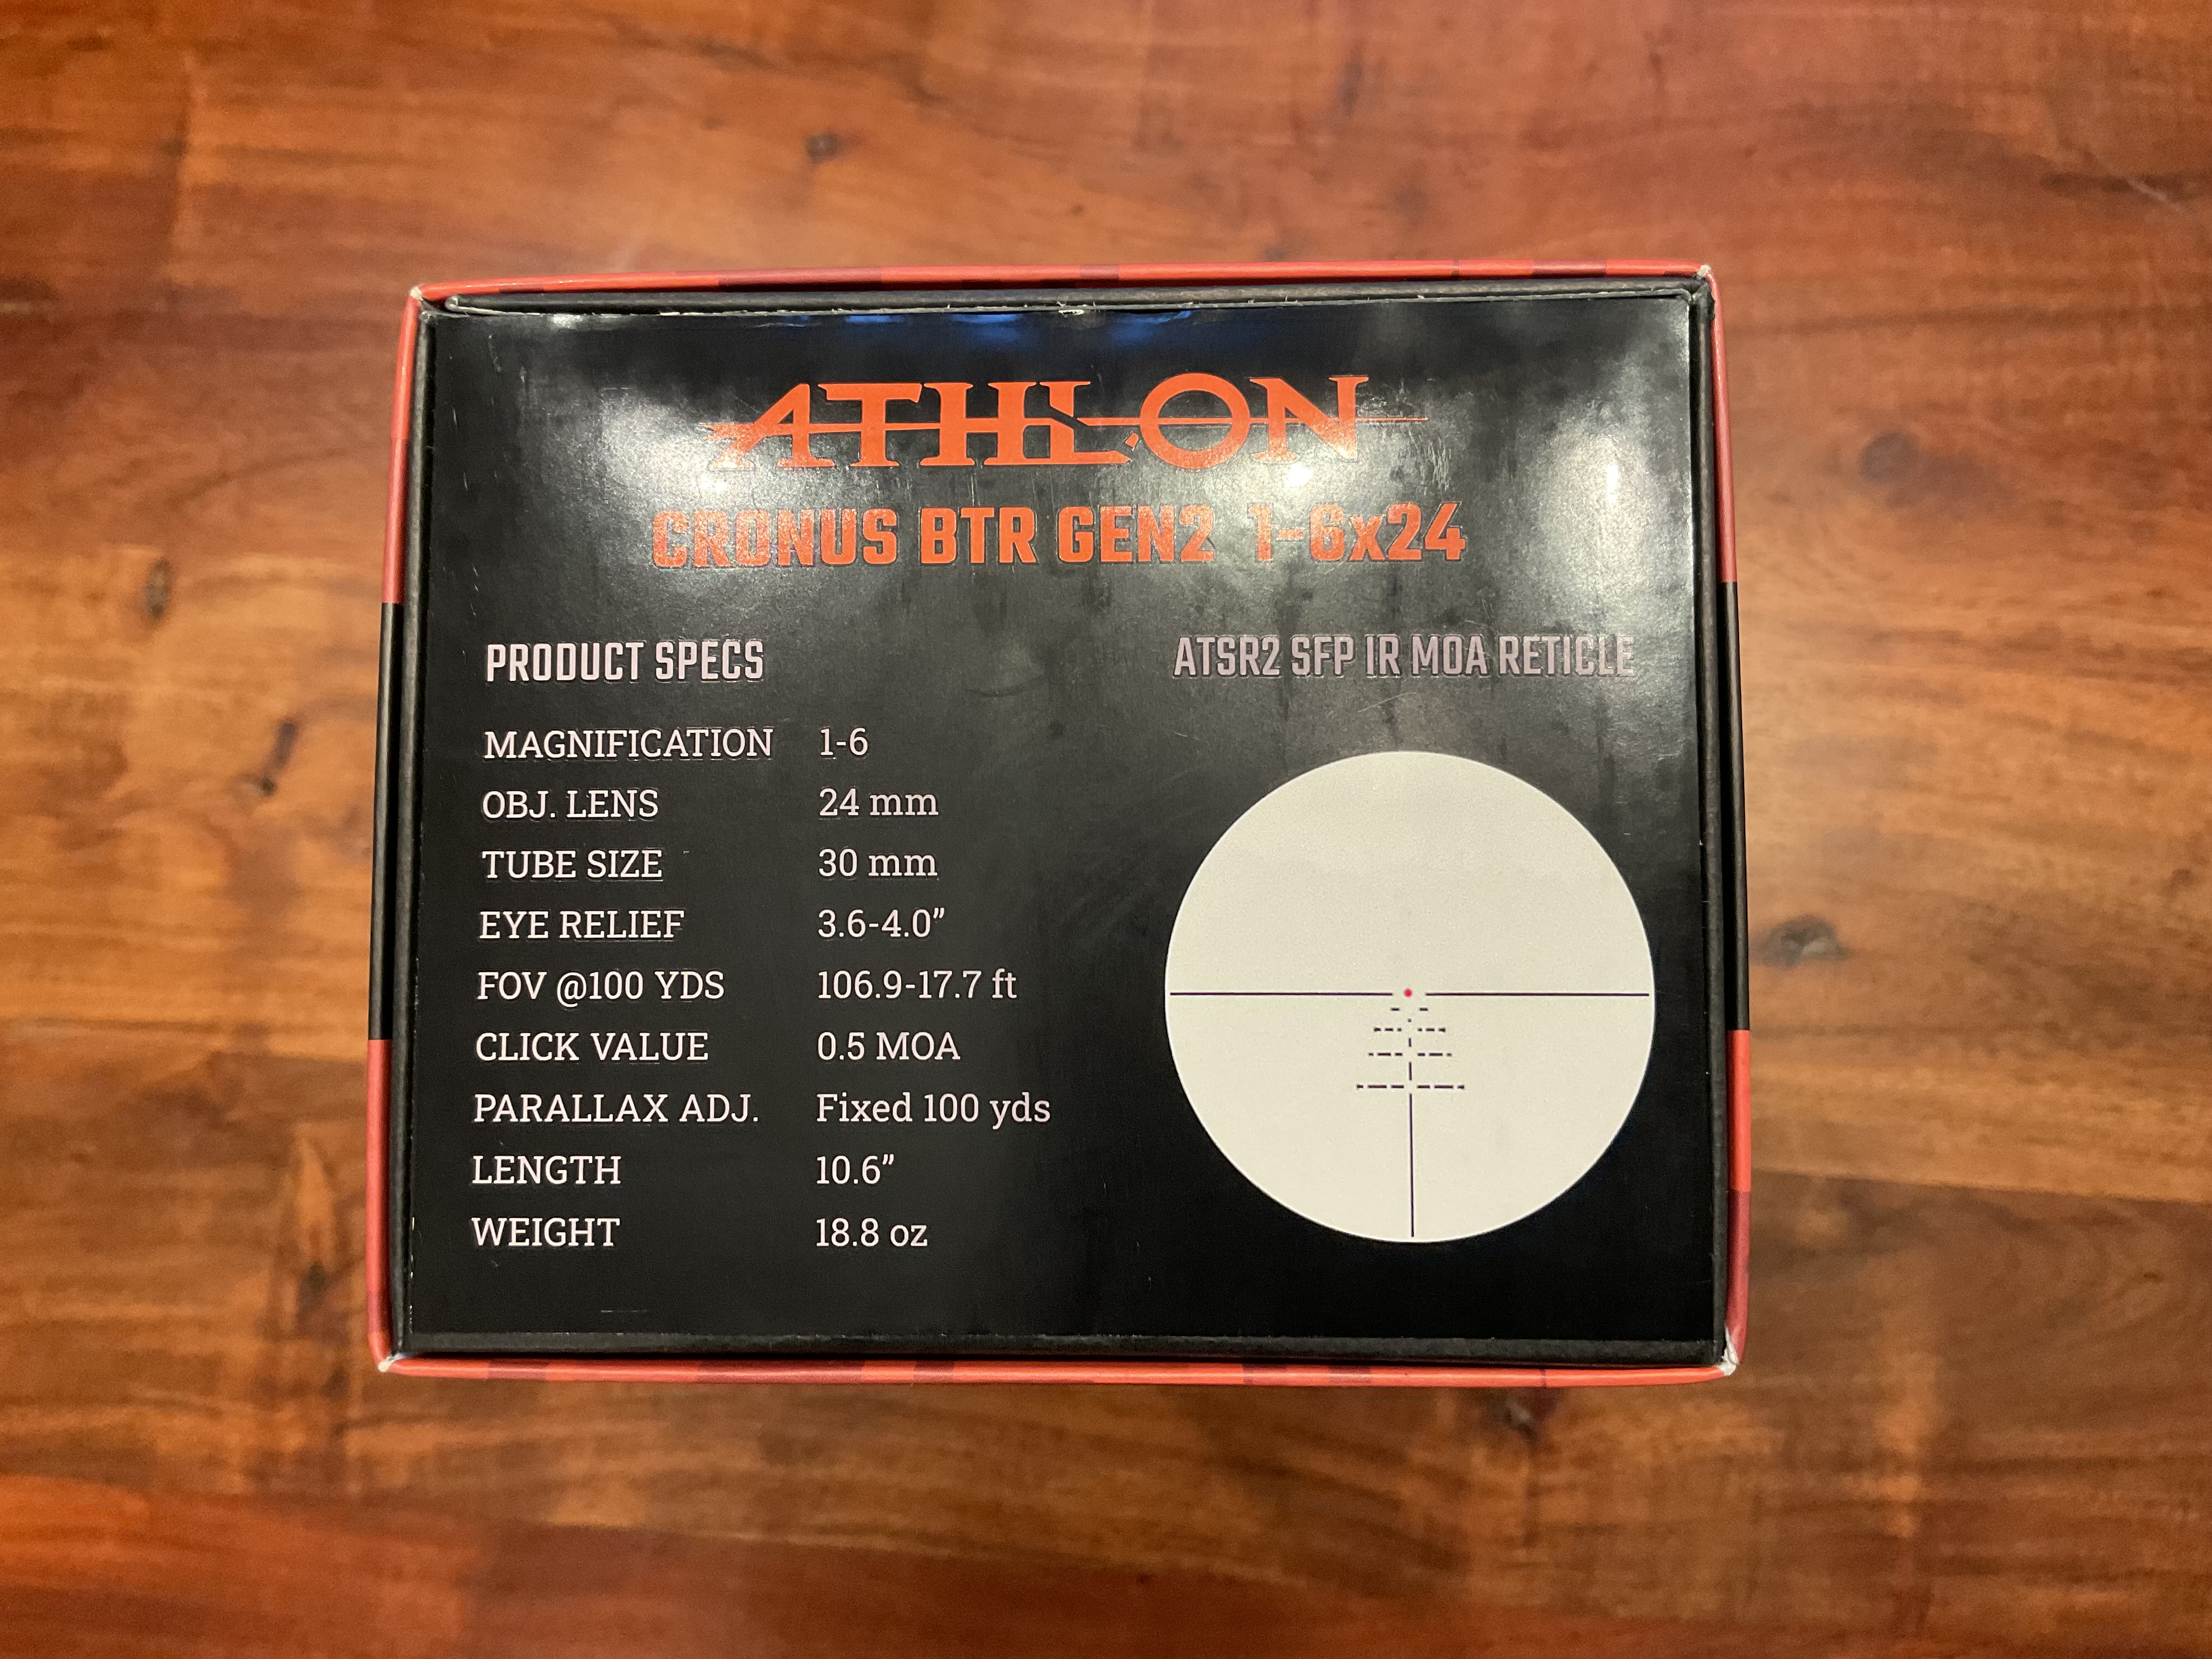 ATHLON
CRONUS BTR GEN2 1-6x24
PRODUCT SPECS
MAGNIFICATION 1-6
OBJ. LENS 24 mm
TUBE SIZE 30 mm
EYE RELIEF 3.6-4.0”
FOV @100 YDS 106.9-17.7 ft
CLICK VALUE 0.5 MOA
PARALLAX ADJ. Fixed 100 yds
LENGTH 10.6”
WEIGHT 18.8 oz
ATSR2 SFP IR MOA RETICLE